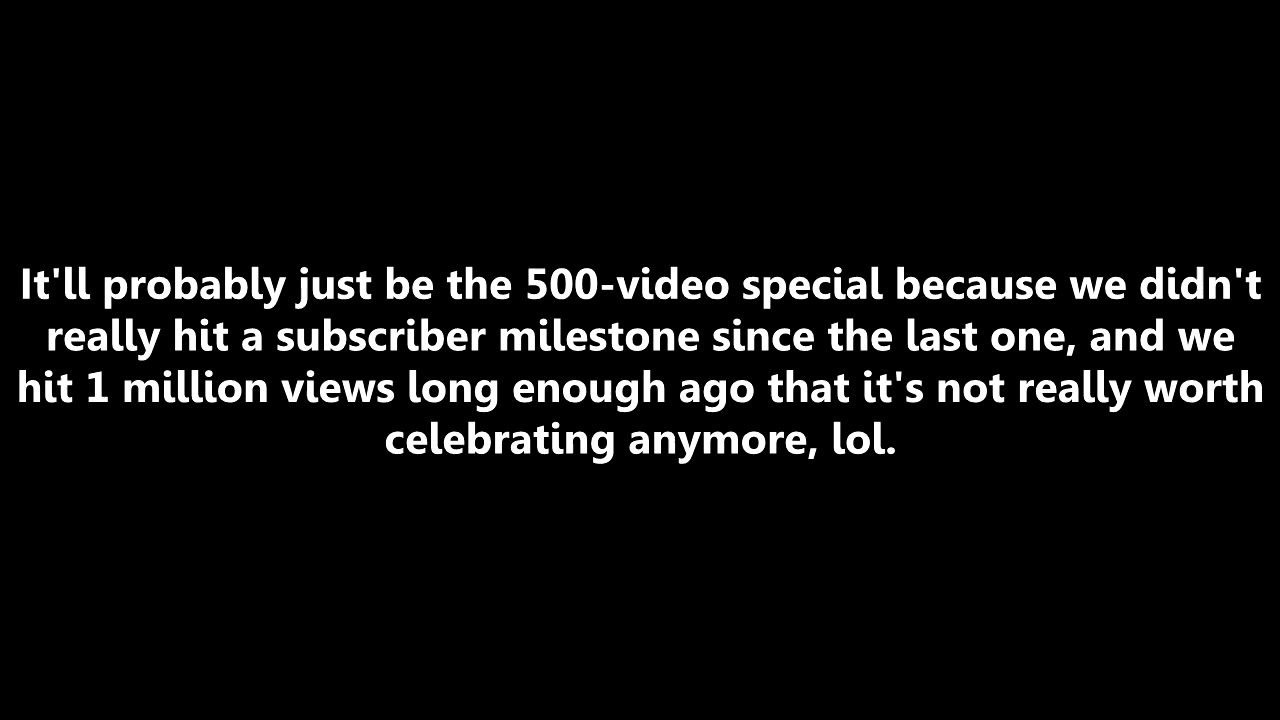 It'll probably just be the 500-video special because we didn't
really hit a subscriber milestone since the last one, and we
hit 1 million views long enough ago that it's not really worth
celebrating anymore, lol.